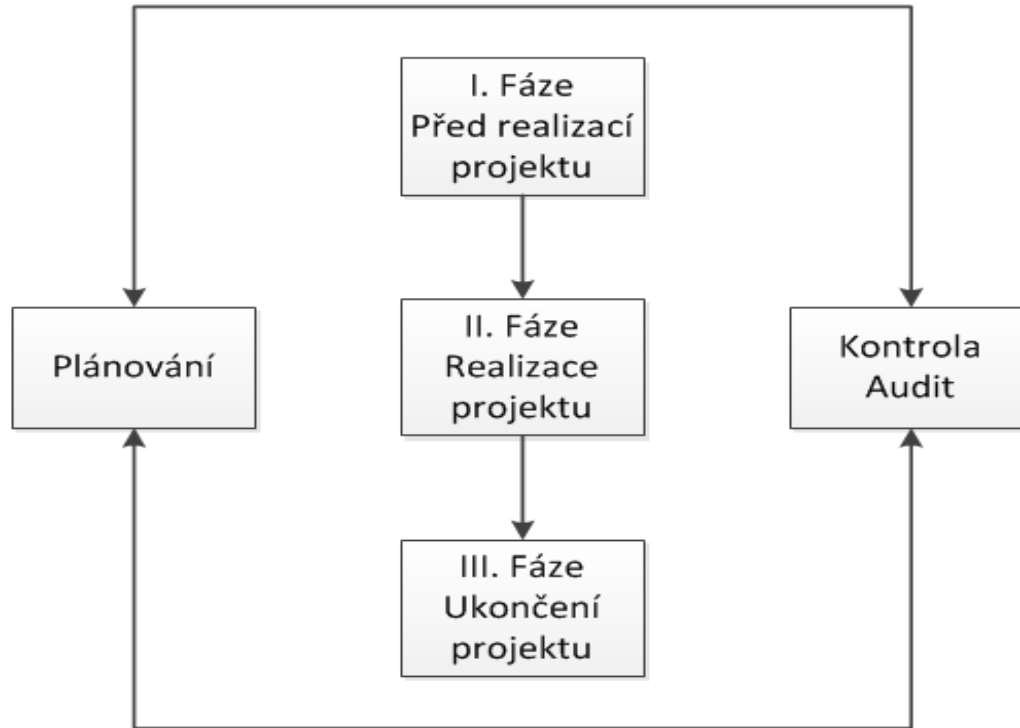 I. Fáze
Před realizací
projektu
Plánování
II. Fáze
Realizace
projektu
Kontrola
Audit
III. Fáze
Ukončení
projektu